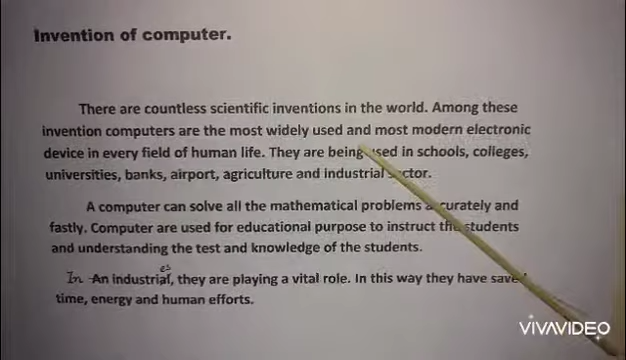 Invention of computer.
There are countless scientific inventions in the world. Among these
invention computers are the most widely used and most modern electronic
device in every field of human life. They are being used in schools, colleges,
universities, banks, airport, agriculture and industrial sector.
A computer can solve all the mathematical problems accurately and
fastly. Computer are used for educational purpose to instruct the students
and understanding the test and knowledge of the students.
In An industrial es, they are playing a vital role. In this way they have saved
time, energy and human efforts.
VIVAVIDEO